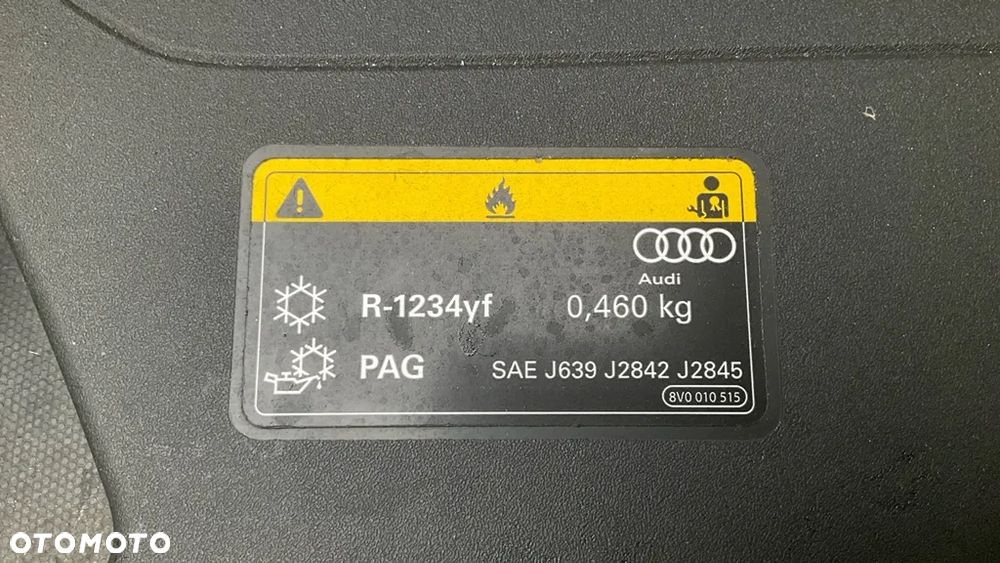 Audi
R-1234yf 0,460 kg
PAG SAE J639 J2842 J2845
8V0 010 515
OTOMOTO